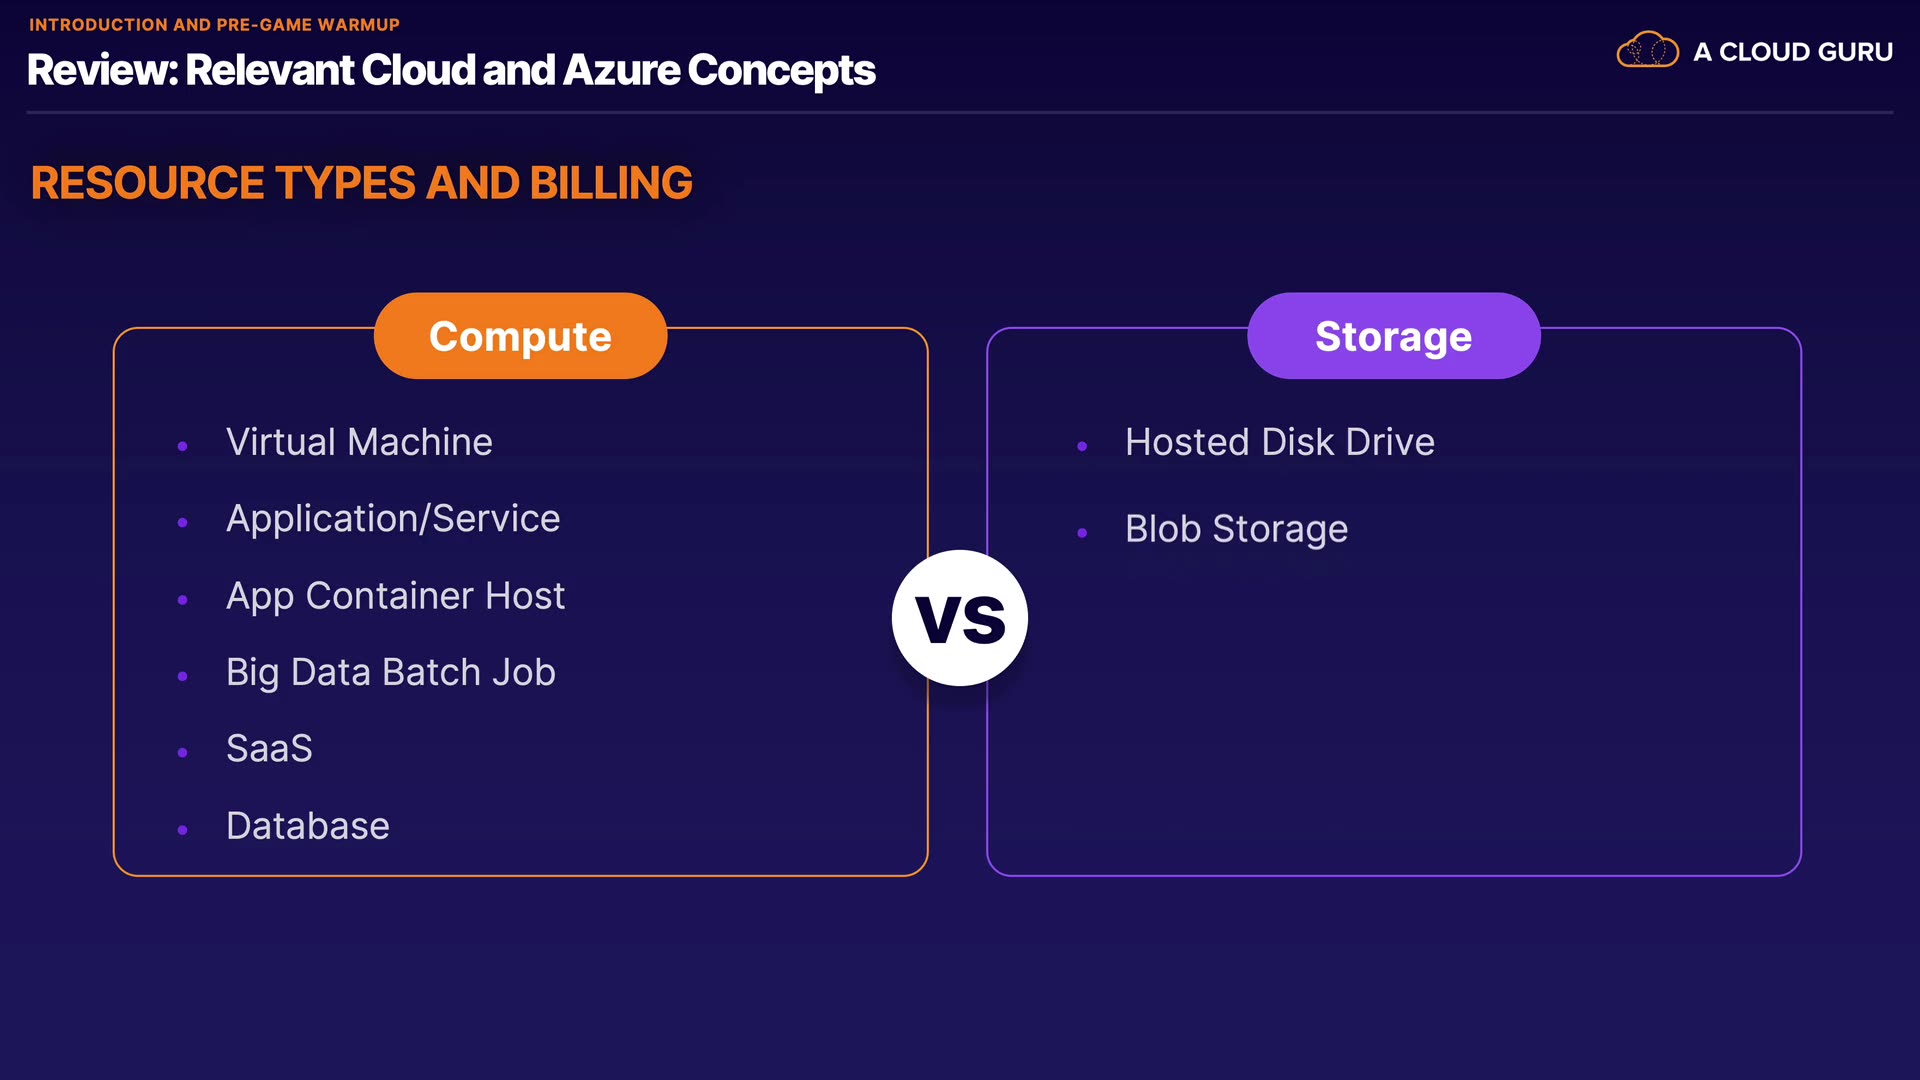 INTRODUCTION AND PRE-GAME WARMUP
Review: Relevant Cloud and Azure Concepts
A CLOUD GURU
RESOURCE TYPES AND BILLING
Compute
Virtual Machine
Application/Service
App Container Host
Big Data Batch Job
SaaS
Database
VS
Storage
Hosted Disk Drive
Blob Storage